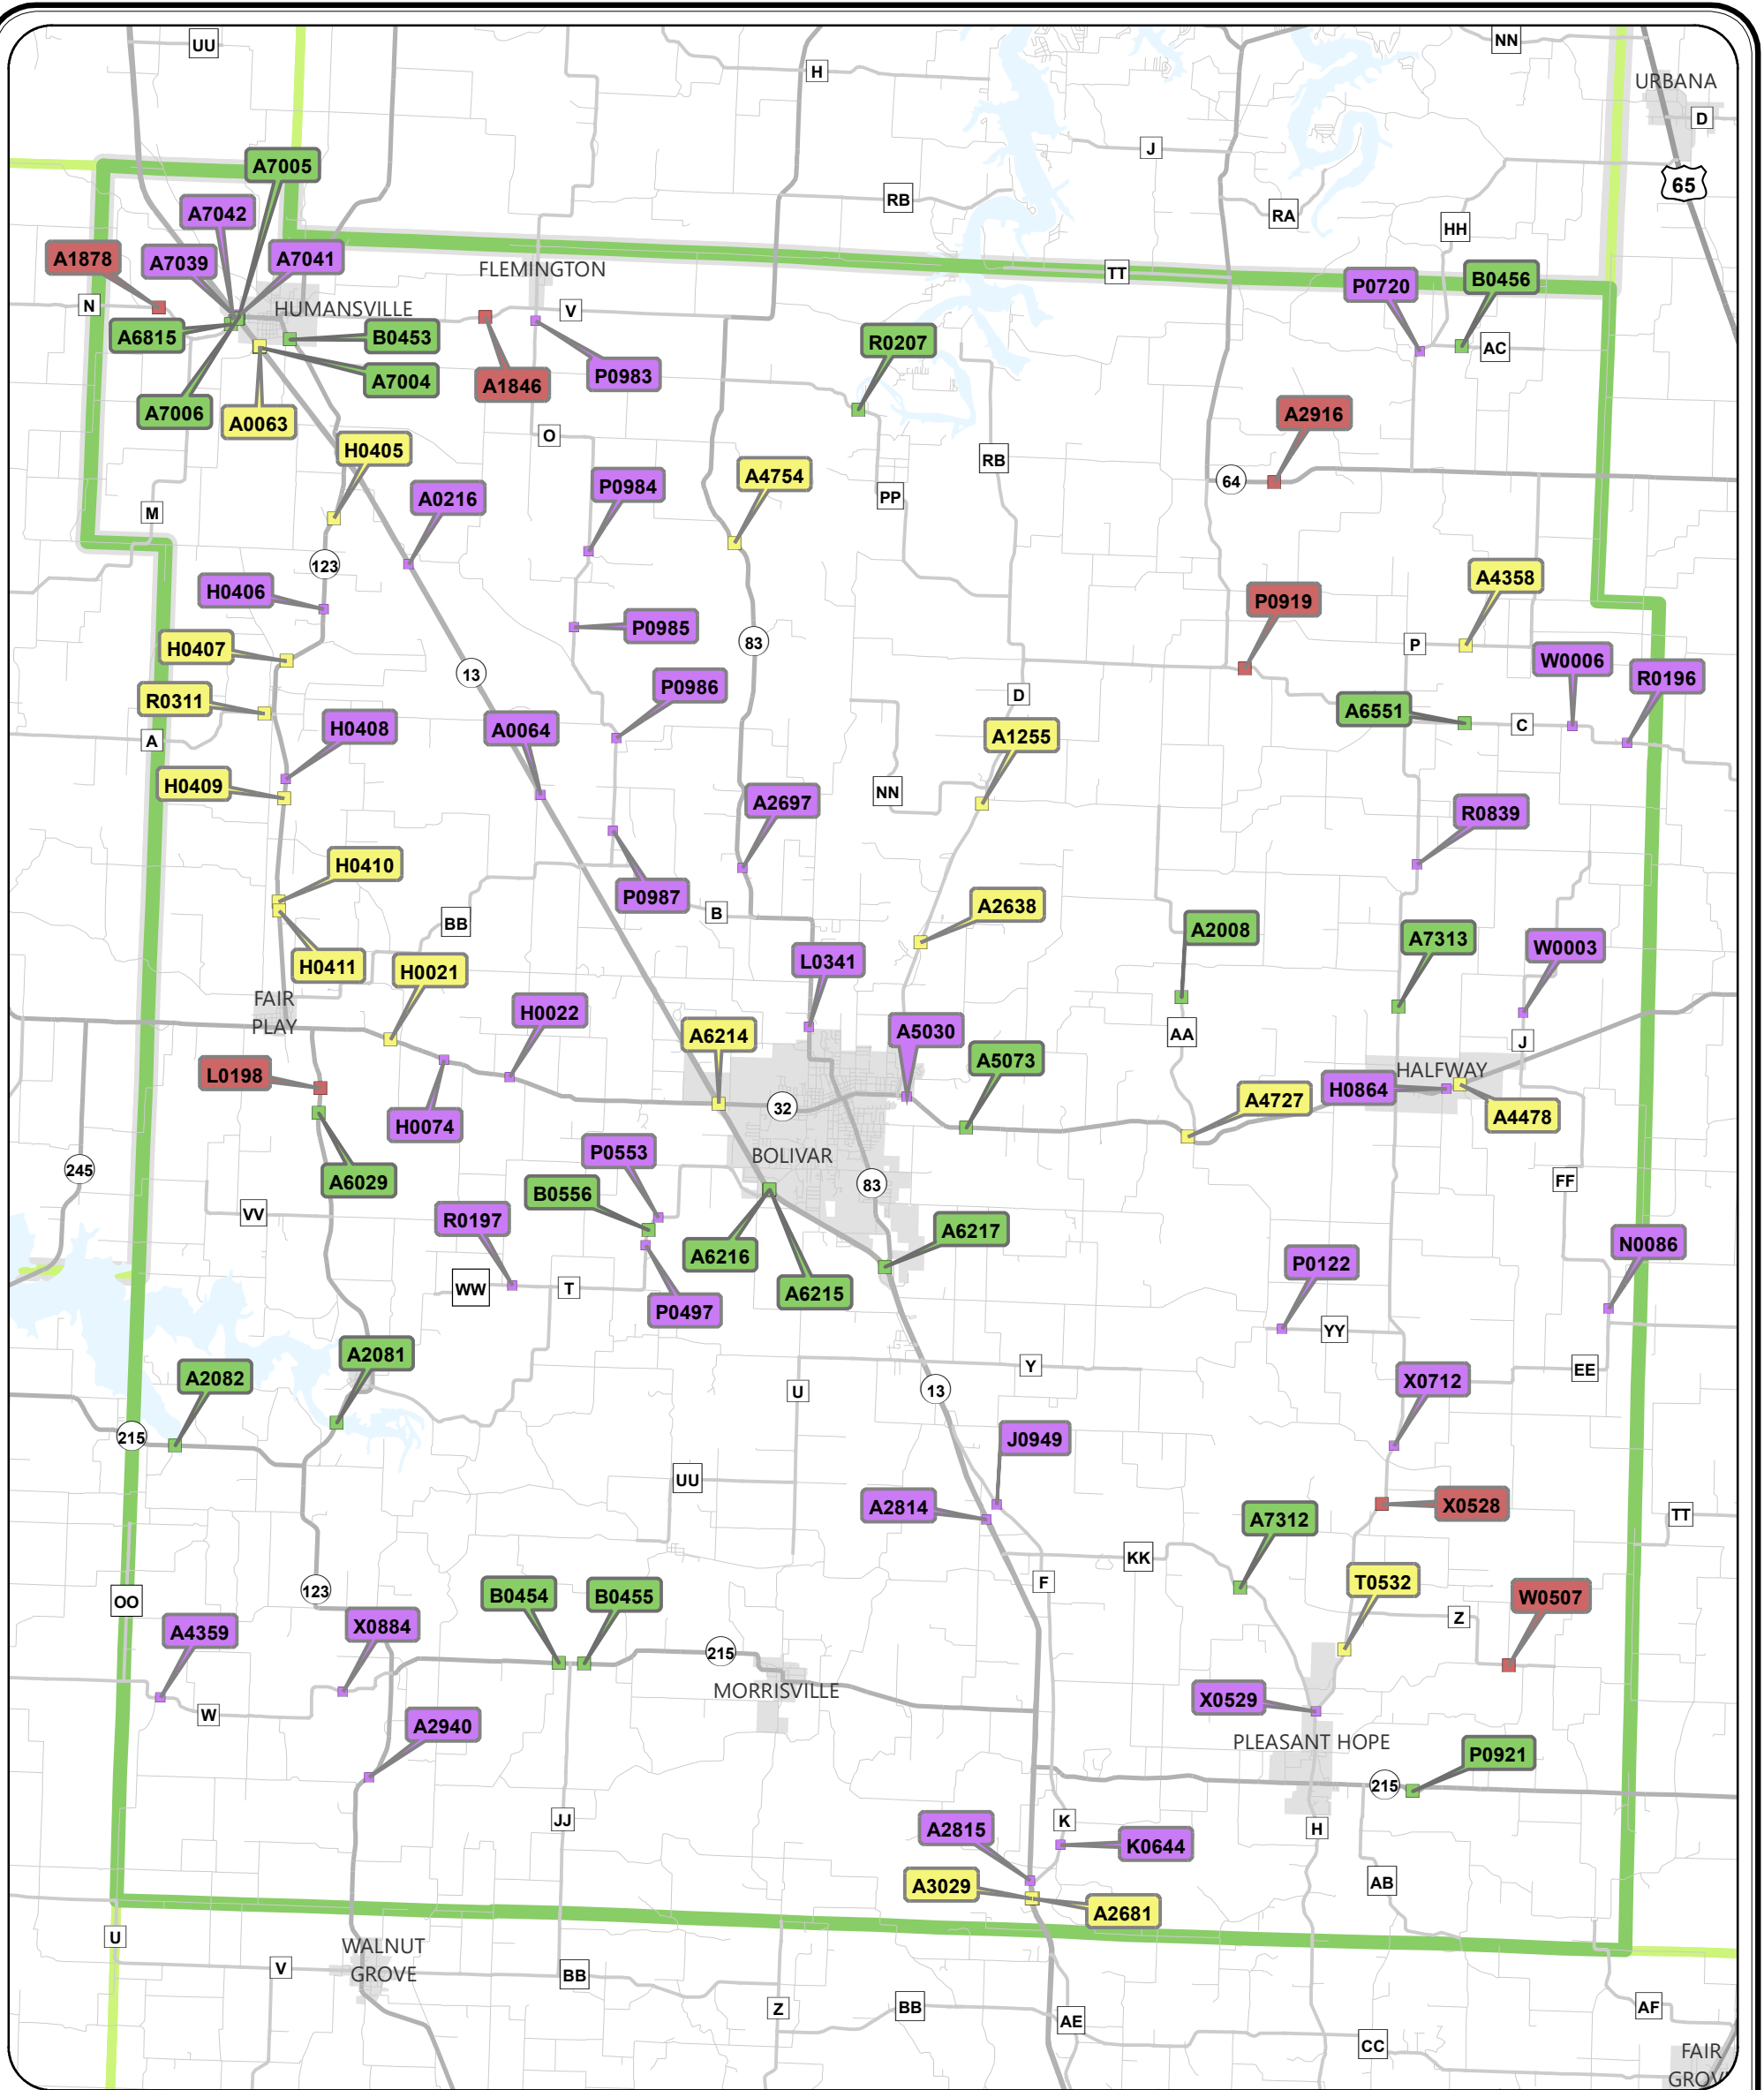 UU
H
NN
URBANA
D
J
65
A7005
RB
RA
HH
A7042
A1878
A7039
A7041
FLEMINGTON
TT
P0720
B0456
N
HUMANSVILLE
V
A6815
B0453
R0207
AC
A7004
A1846
P0983
A7006
A0063
A2916
O
H0405
RB
A4754
P0984
64
A0216
PP
M
123
A4358
H0406
P0919
P0985
83
P
H0407
W0006
13
R0196
P0986
D
R0311
A6551
C
H0408
A0064
A1255
A
H0409
NN
A2697
R0839
H0410
P0987
A2638
B
BB
A2008
A7313
W0003
H0411
H0021
L0341
FAIR
PLAY
H0022
A6214
A5030
AA
J
A5073
HALFWAY
L0198
H0864
32
A4727
A4478
H0074
P0553
BOLIVAR
245
A6029
B0556
83
FF
VV
R0197
A6217
A6216
N0086
P0122
WW
T
A6215
P0497
YY
A2081
Y
EE
A2082
U
13
X0712
215
J0949
UU
A2814
X0528
TT
A7312
KK
F
T0532
123
B0454
B0455
W0507
OO
Z
A4359
X0884
215
MORRISVILLE
X0529
W
A2940
PLEASANT HOPE
P0921
215
JJ
K
A2815
H
K0644
AB
A3029
A2681
U
WALNUT
GROVE
V
BB
Z
BB
AE
AF
CC
FAIR
GROV